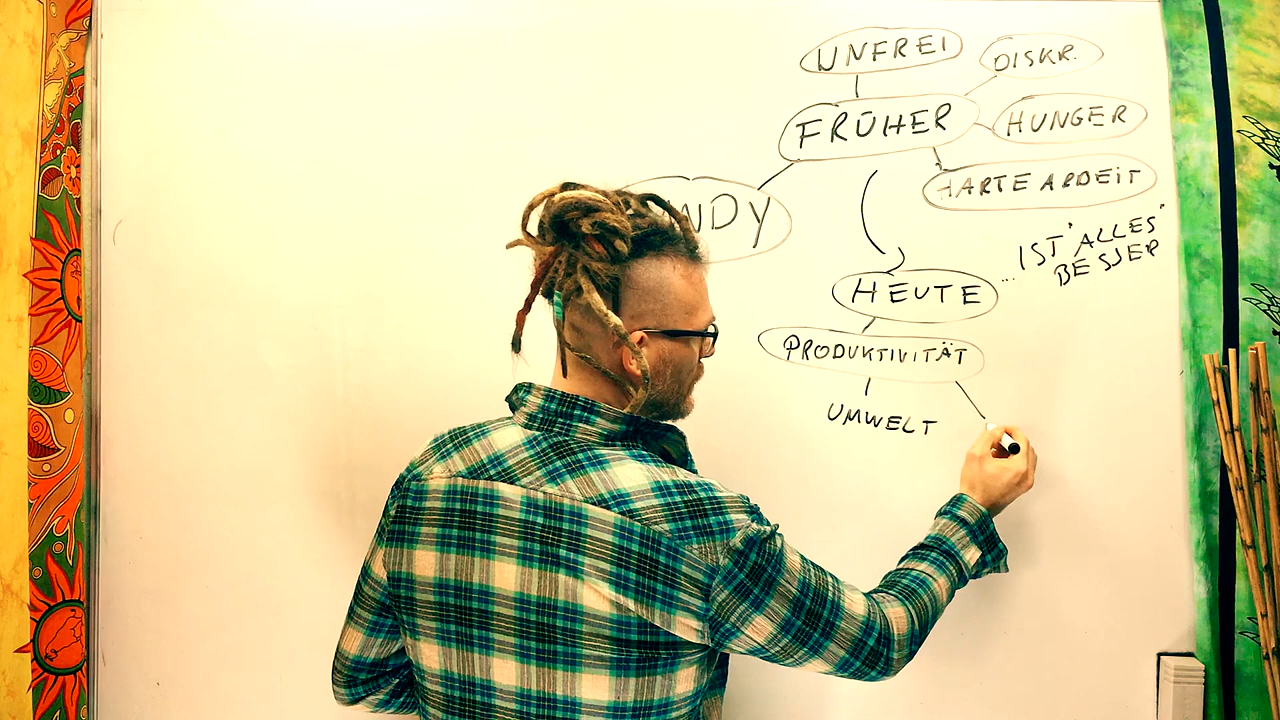 UNFREI
DISKR.
FRÜHER
HUNGER
HARTE ARBEIT
HEUTE
... IST "ALLES"
BESSER
PRODUKTIVITÄT
UMWELT